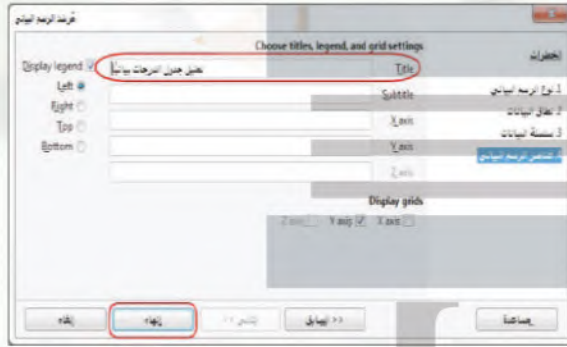 مُرشد الرسم البياني
Choose titles, legend, and grid settings
الخطوات
1. نوع الرسم البياني
2. نطاق البيانات
3. سلسلة البيانات
4. عناصر الرسم البياني
Title
تمثيل جدول الدرجات بيانيا
Subtitle
X axis
Y axis
Z axis
Display legend
Left
Right
Top
Bottom
Display grids
X axis Y axis Z axis
مساعدة
<< السابق
التالي >>
إنهاء
إلغاء